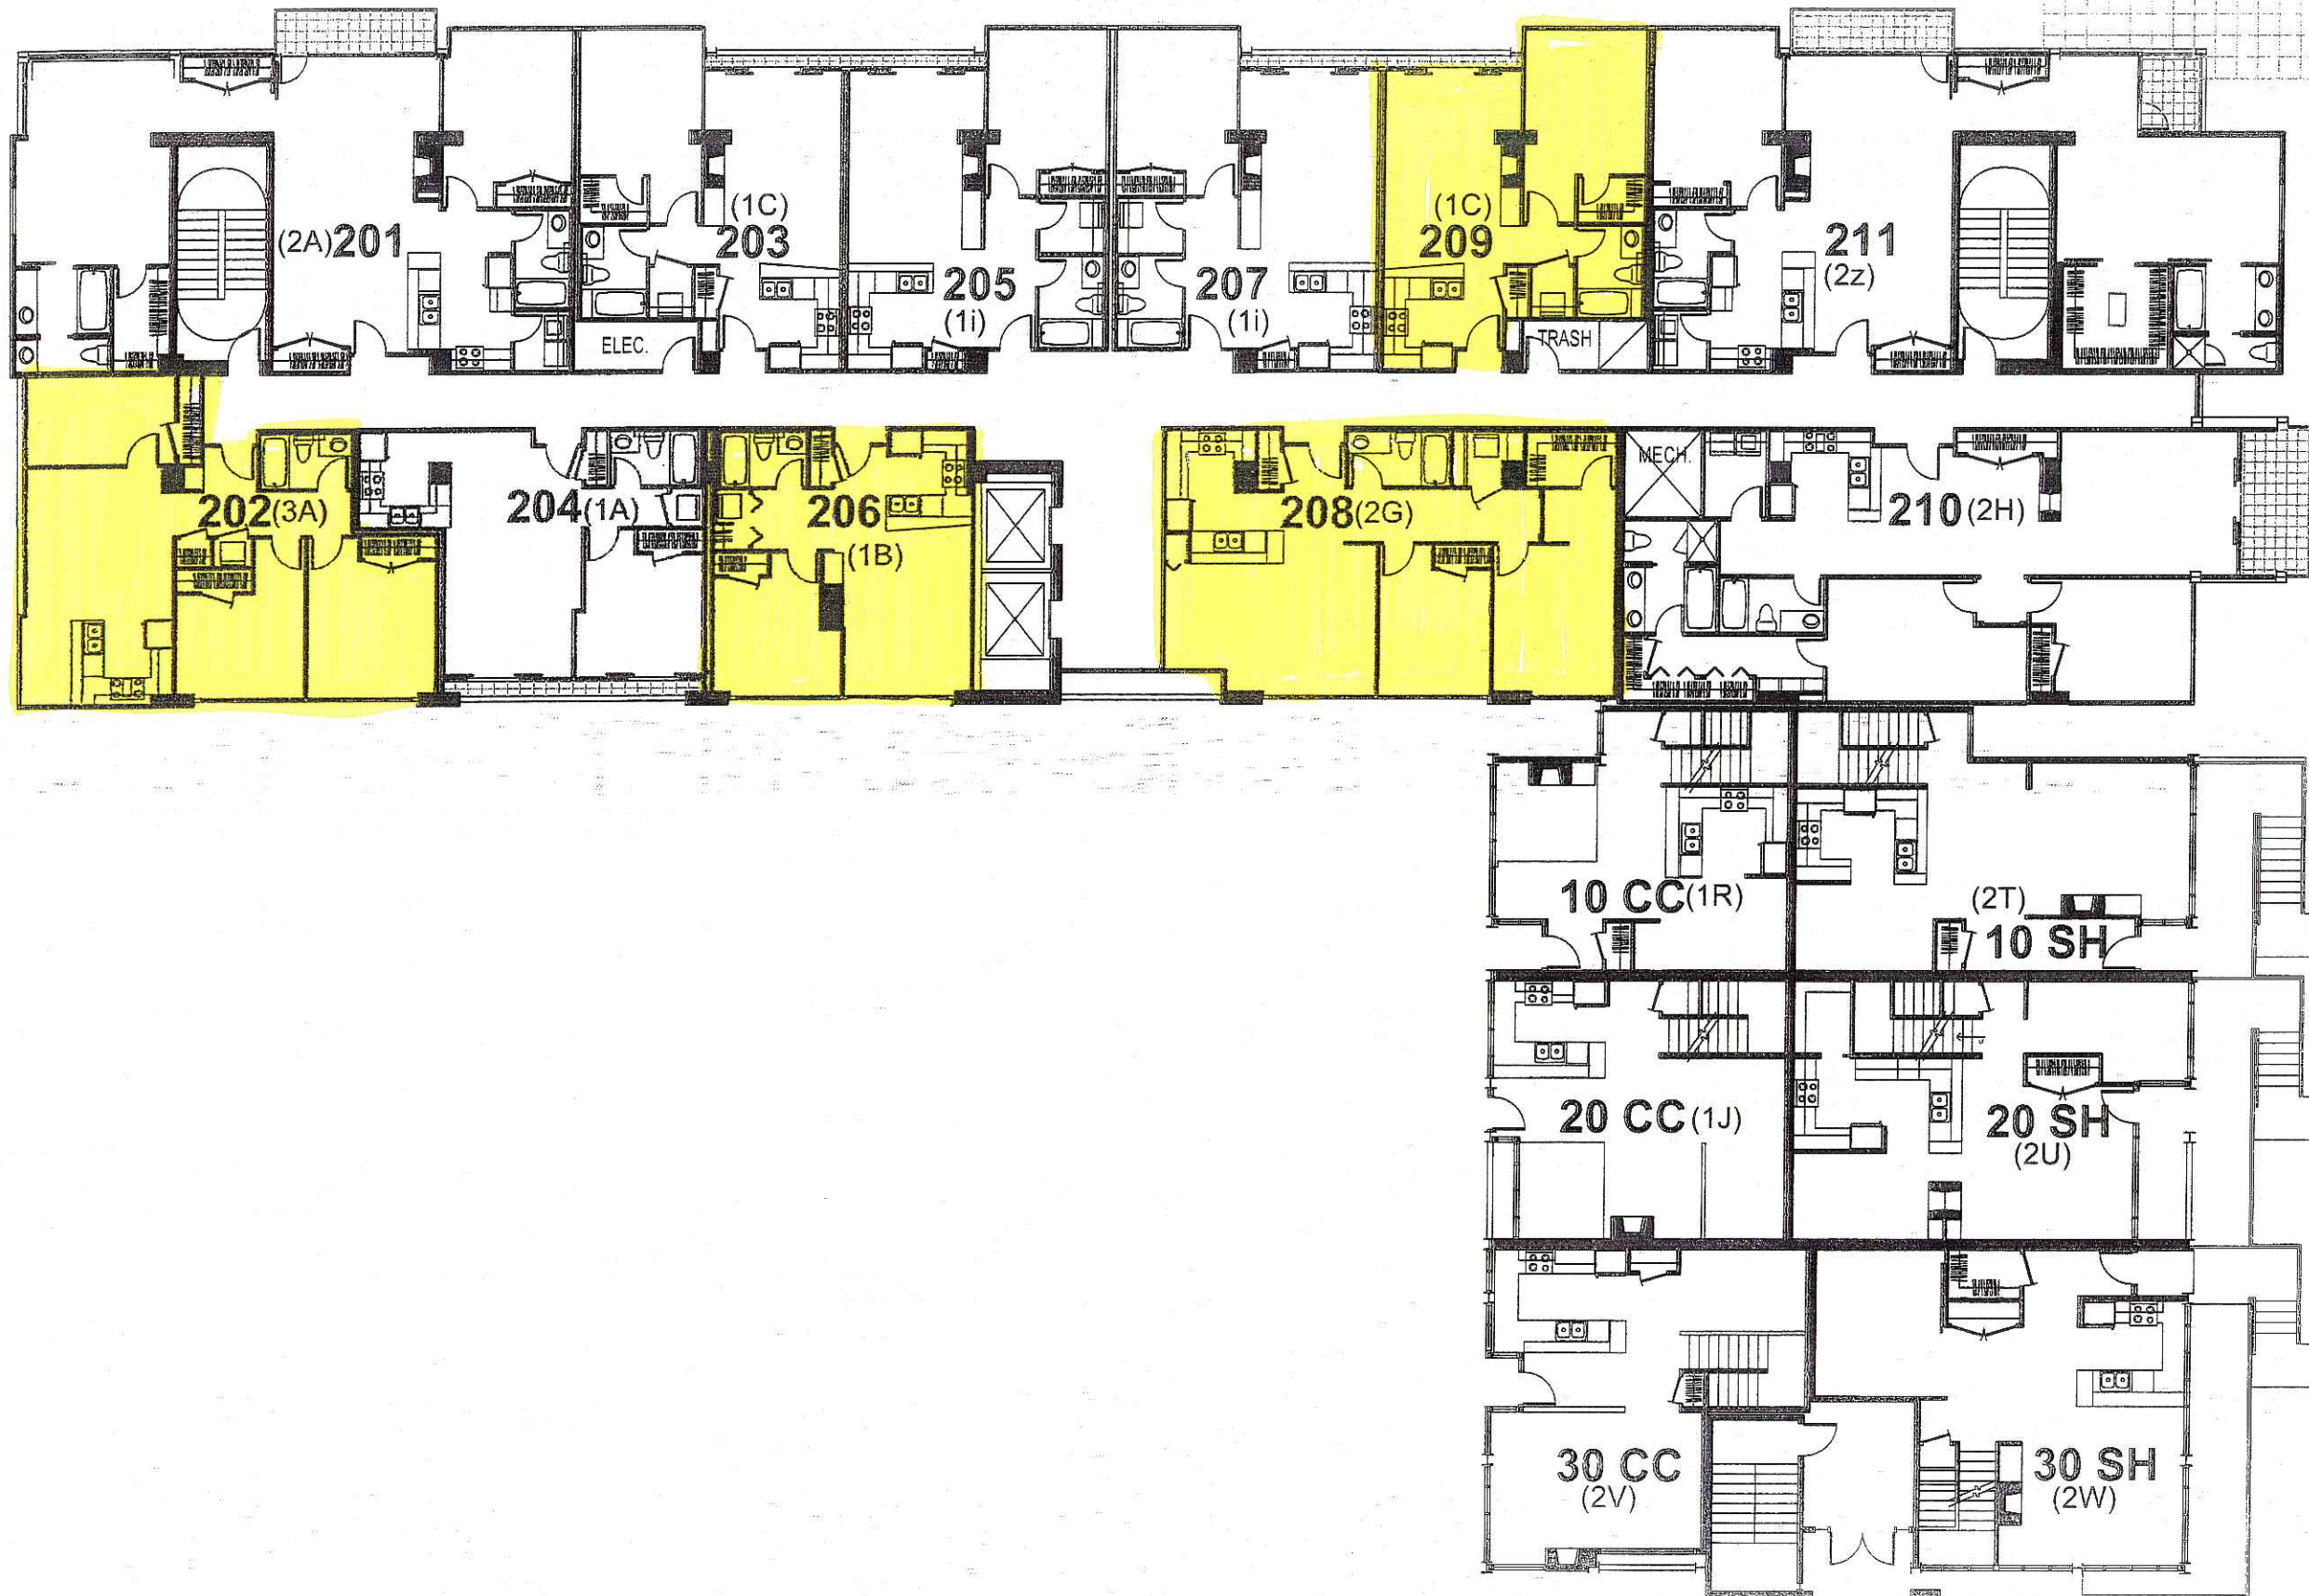 (2A) 201
(1C)
203
205
(1i)
207
(1i)
(1C)
209
211
(2z)
ELEC.
TRASH
202 (3A)
204 (1A)
206
(1B)
208 (2G)
MECH.
210 (2H)
10 CC (1R)
(2T)
10 SH
20 CC (1J)
20 SH
(2U)
30 CC
(2V)
30 SH
(2W)